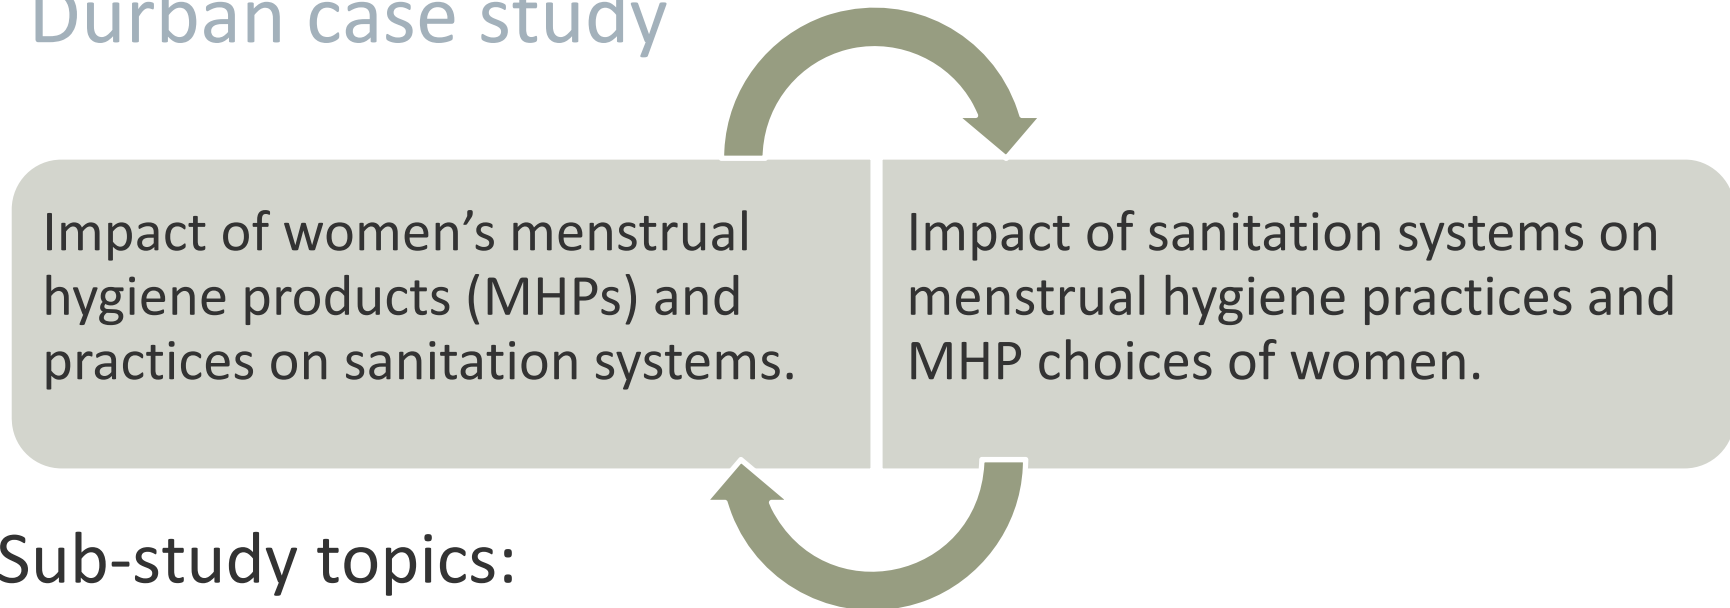 Durban case study
Impact of women’s menstrual
hygiene products (MHPs) and
practices on sanitation systems.
Impact of sanitation systems on
menstrual hygiene practices and
MHP choices of women.
Sub-study topics: